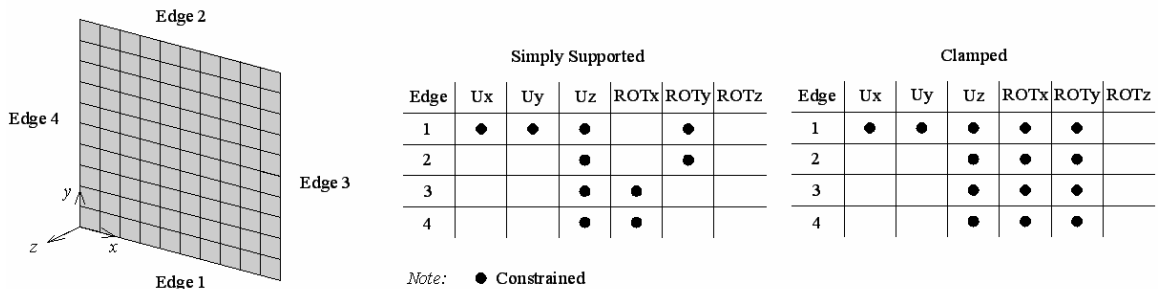 Edge 2
Edge 4
Edge 3
y
z
x
Edge 1
Simply Supported
Edge Ux Uy Uz ROTx ROTy ROTz
1 ● ● ● ●
2 ● ●
3 ● ●
4 ● ●
Note: ● Constrained
Clamped
Edge Ux Uy Uz ROTx ROTy ROTz
1 ● ● ● ● ●
2 ● ● ●
3 ● ● ●
4 ● ● ●